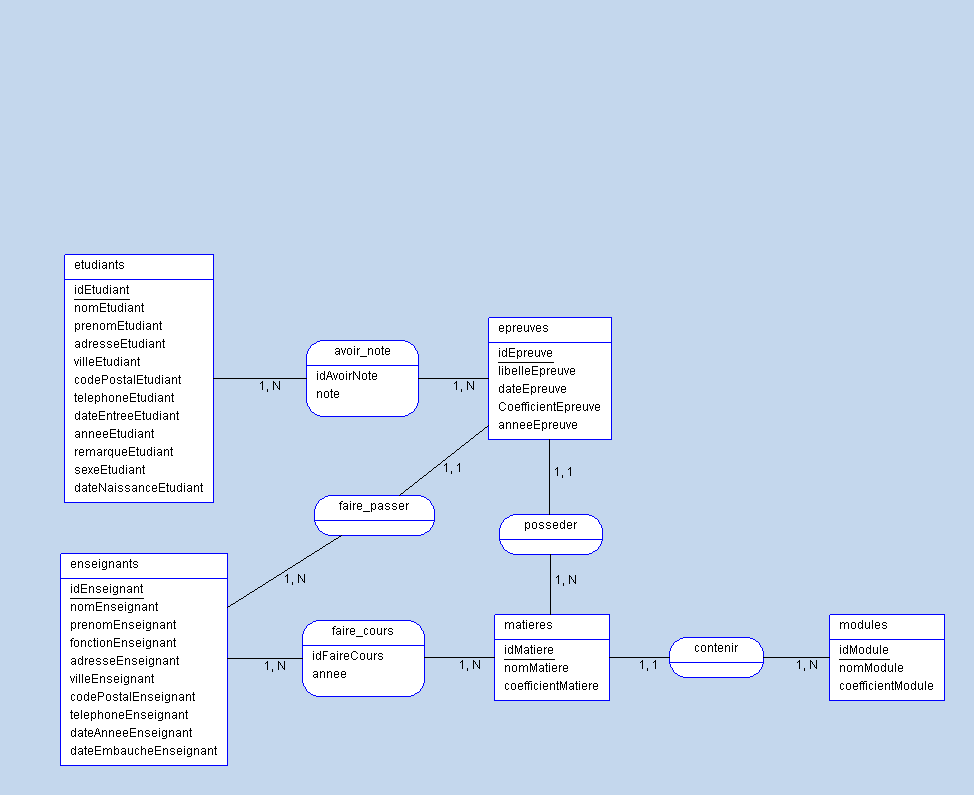 etudiants
idEtudiant
nomEtudiant
prenomEtudiant
adresseEtudiant
villeEtudiant
codePostalEtudiant
telephoneEtudiant
dateEntreeEtudiant
anneeEtudiant
remarqueEtudiant
sexeEtudiant
dateNaissanceEtudiant
1, N
avoir_note
idAvoirNote
note
1, N
epreuves
idEpreuve
libelleEpreuve
dateEpreuve
CoefficientEpreuve
anneeEpreuve
1, 1
faire_passer
1, N
1, 1
posseder
1, N
enseignants
idEnseignant
nomEnseignant
prenomEnseignant
fonctionEnseignant
adresseEnseignant
villeEnseignant
codePostalEnseignant
telephoneEnseignant
dateAnneeEnseignant
dateEmbaucheEnseignant
1, N
faire_cours
idFaireCours
annee
1, N
matieres
idMatiere
nomMatiere
coefficientMatiere
1, 1
contenir
1, N
modules
idModule
nomModule
coefficientModule